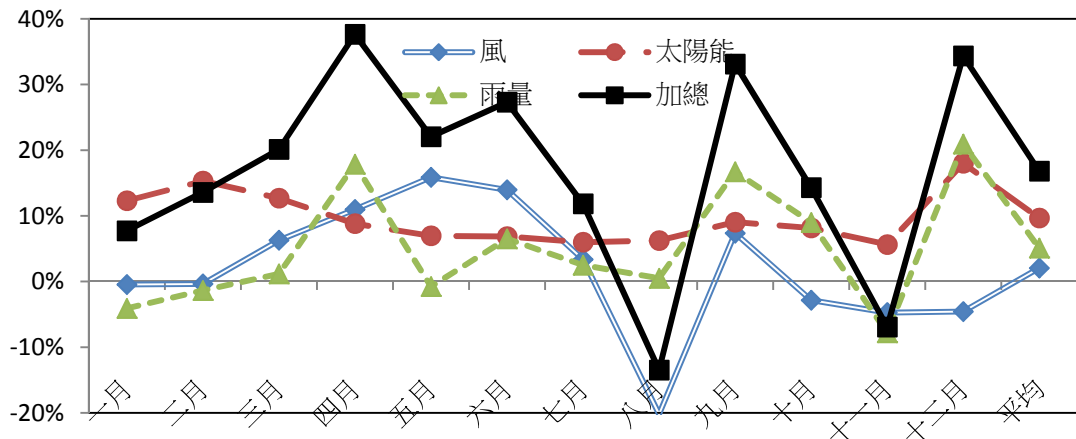 40%
30%
20%
10%
0%
-10%
-20%
風
太陽能
雨量
加總
一月
二月
三月
四月
五月
六月
七月
八月
九月
十月
十一月
十二月
平均